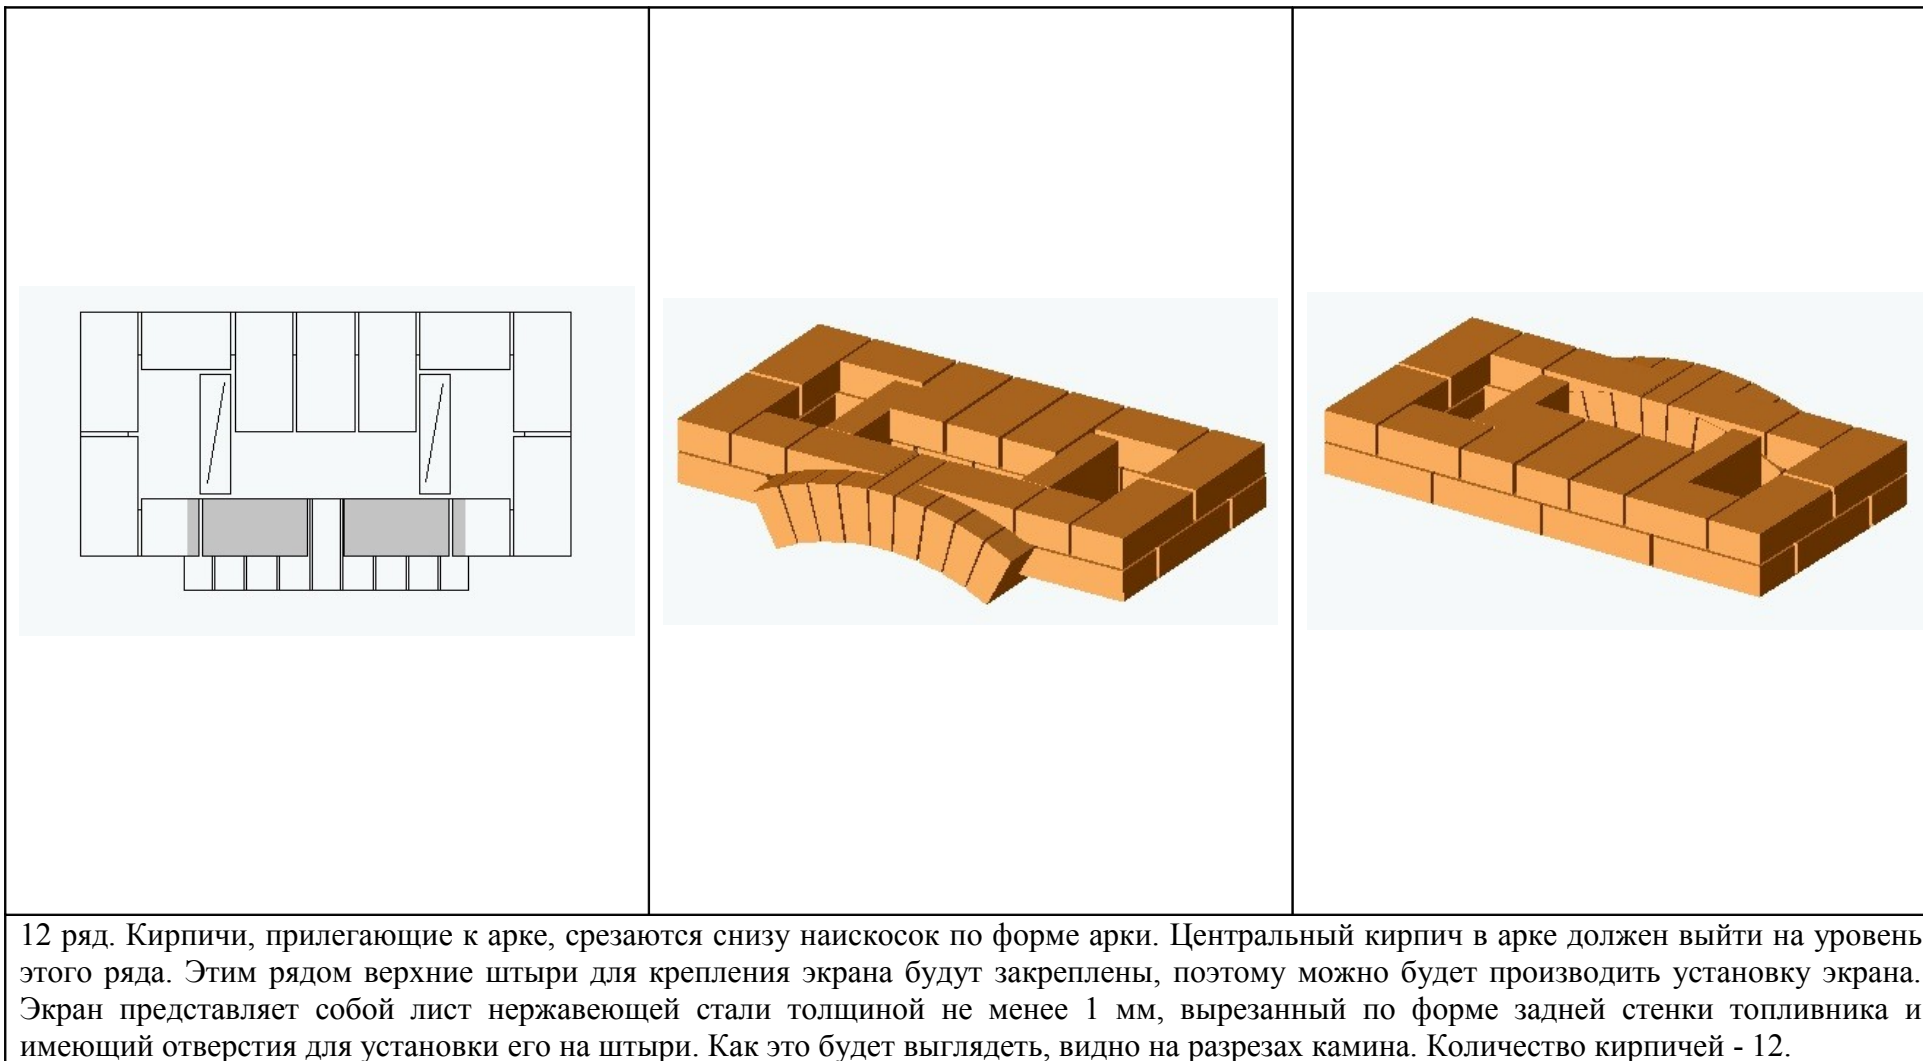 12 ряд. Кирпичи, прилегающие к арке, срезаются снизу наискосок по форме арки. Центральный кирпич в арке должен выйти на уровень
этого ряда. Этим рядом верхние штыри для крепления экрана будут закреплены, поэтому можно будет производить установку экрана.
Экран представляет собой лист нержавеющей стали толщиной не менее 1 мм, вырезанный по форме задней стенки топливника и
имеющий отверстия для установки его на штыри. Как это будет выглядеть, видно на разрезах камина. Количество кирпичей - 12.